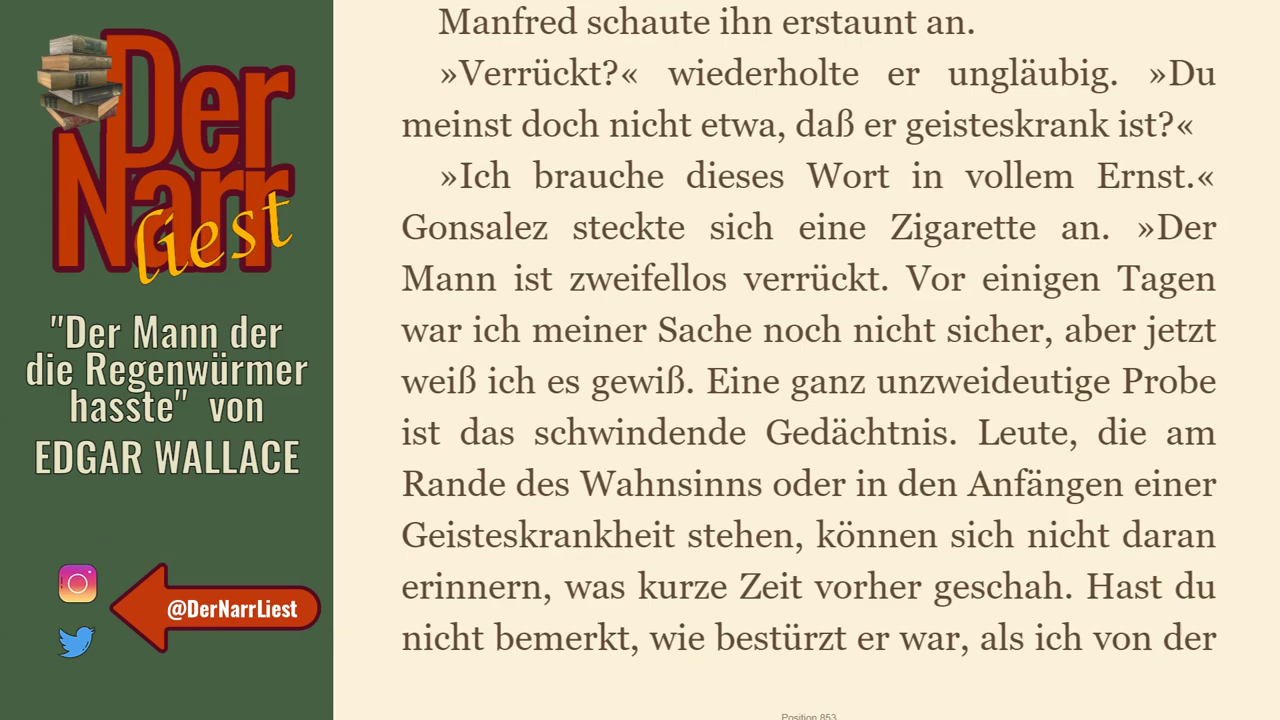 Der
Narr
liest
"Der Mann der
die Regenwürmer
hasste" von
EDGAR WALLACE
@DerNarrLiest
Manfred schaute ihn erstaunt an.
»Verrückt?« wiederholte er ungläubig. »Du
meinst doch nicht etwa, daß er geisteskrank ist?«
»Ich brauche dieses Wort in vollem Ernst.«
Gonsalez steckte sich eine Zigarette an. »Der
Mann ist zweifellos verrückt. Vor einigen Tagen
war ich meiner Sache noch nicht sicher, aber jetzt
weiß ich es gewiß. Eine ganz unzweideutige Probe
ist das schwindende Gedächtnis. Leute, die am
Rande des Wahnsinns oder in den Anfängen einer
Geisteskrankheit stehen, können sich nicht daran
erinnern, was kurze Zeit vorher geschah. Hast du
nicht bemerkt, wie bestürzt er war, als ich von der
Position 853